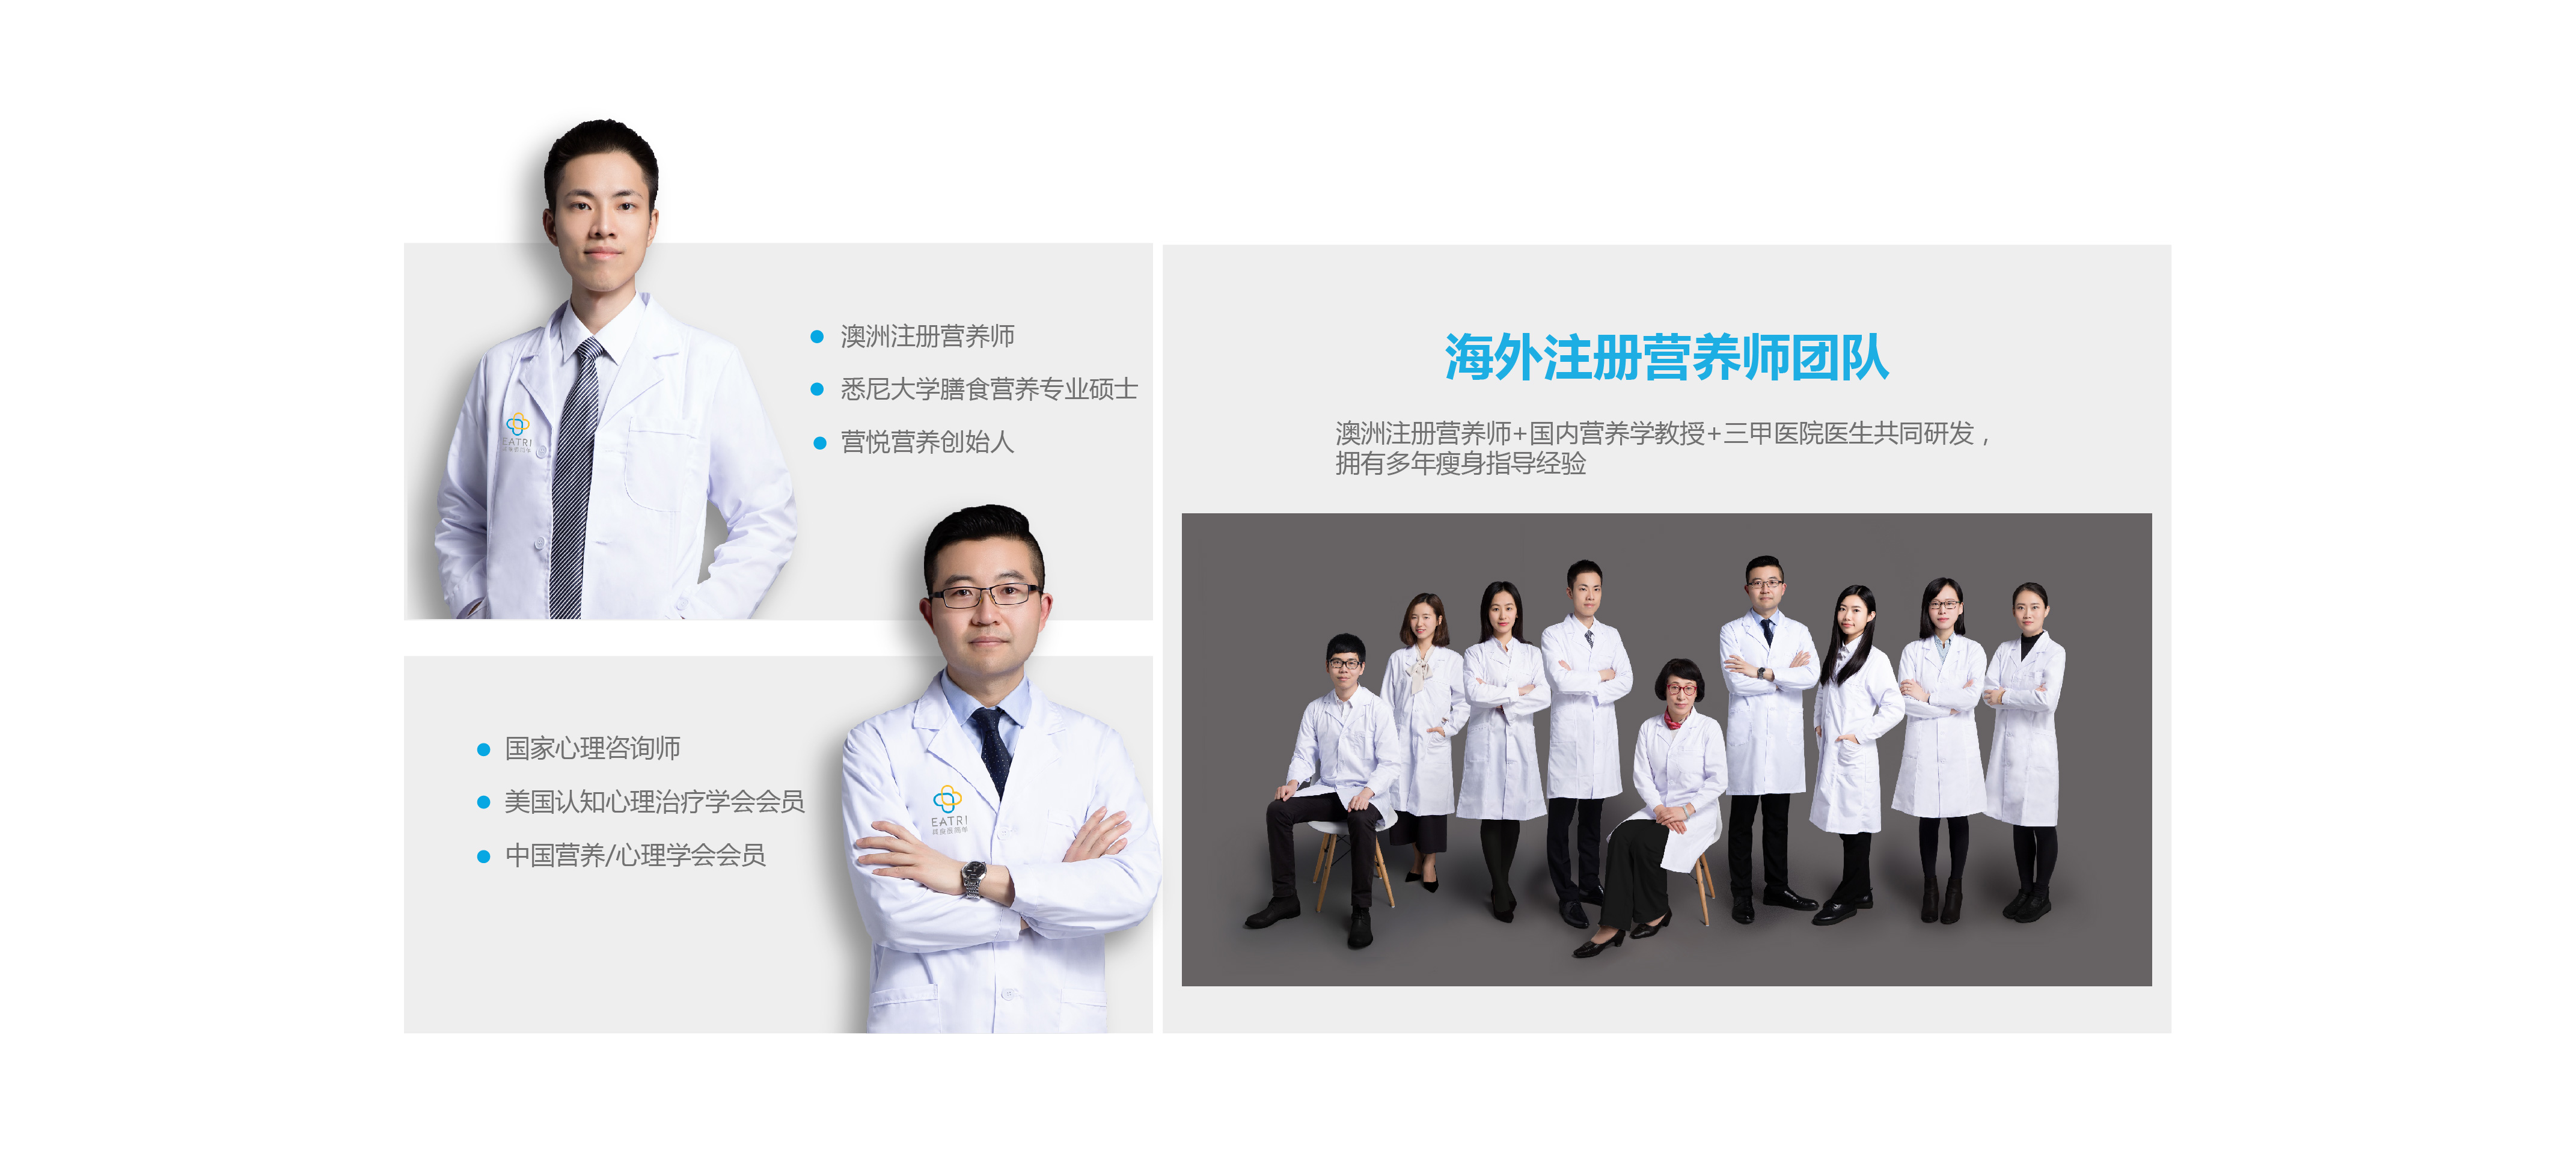 澳洲注册营养师
悉尼大学膳食营养专业硕士
营悦营养创始人
EATRI
国家心理咨询师
美国认知心理治疗学会会员
中国营养/心理学会会员
EATRI
海外注册营养师团队
澳洲注册营养师+国内营养学教授+三甲医院医生共同研发，
拥有多年瘦身指导经验